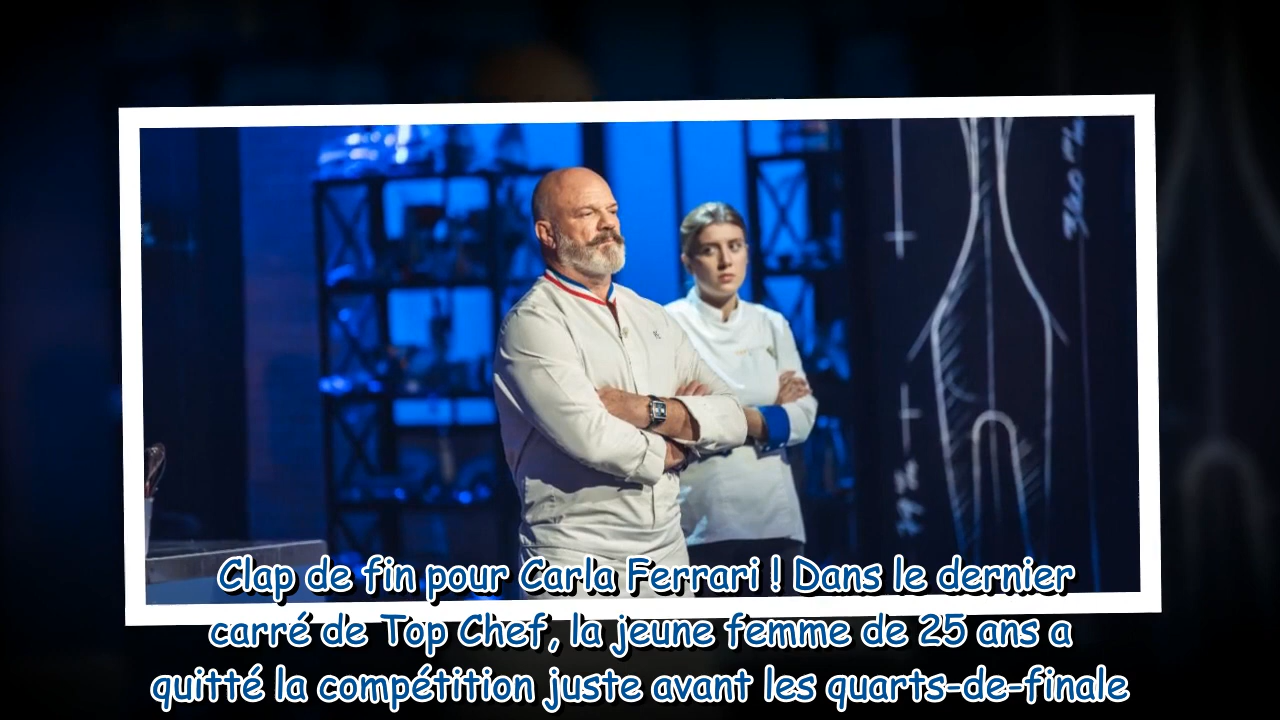 Clap de fin pour Carla Ferrari ! Dans le dernier
carré de Top Chef, la jeune femme de 25 ans a
quitté la compétition juste avant les quarts-de-finale